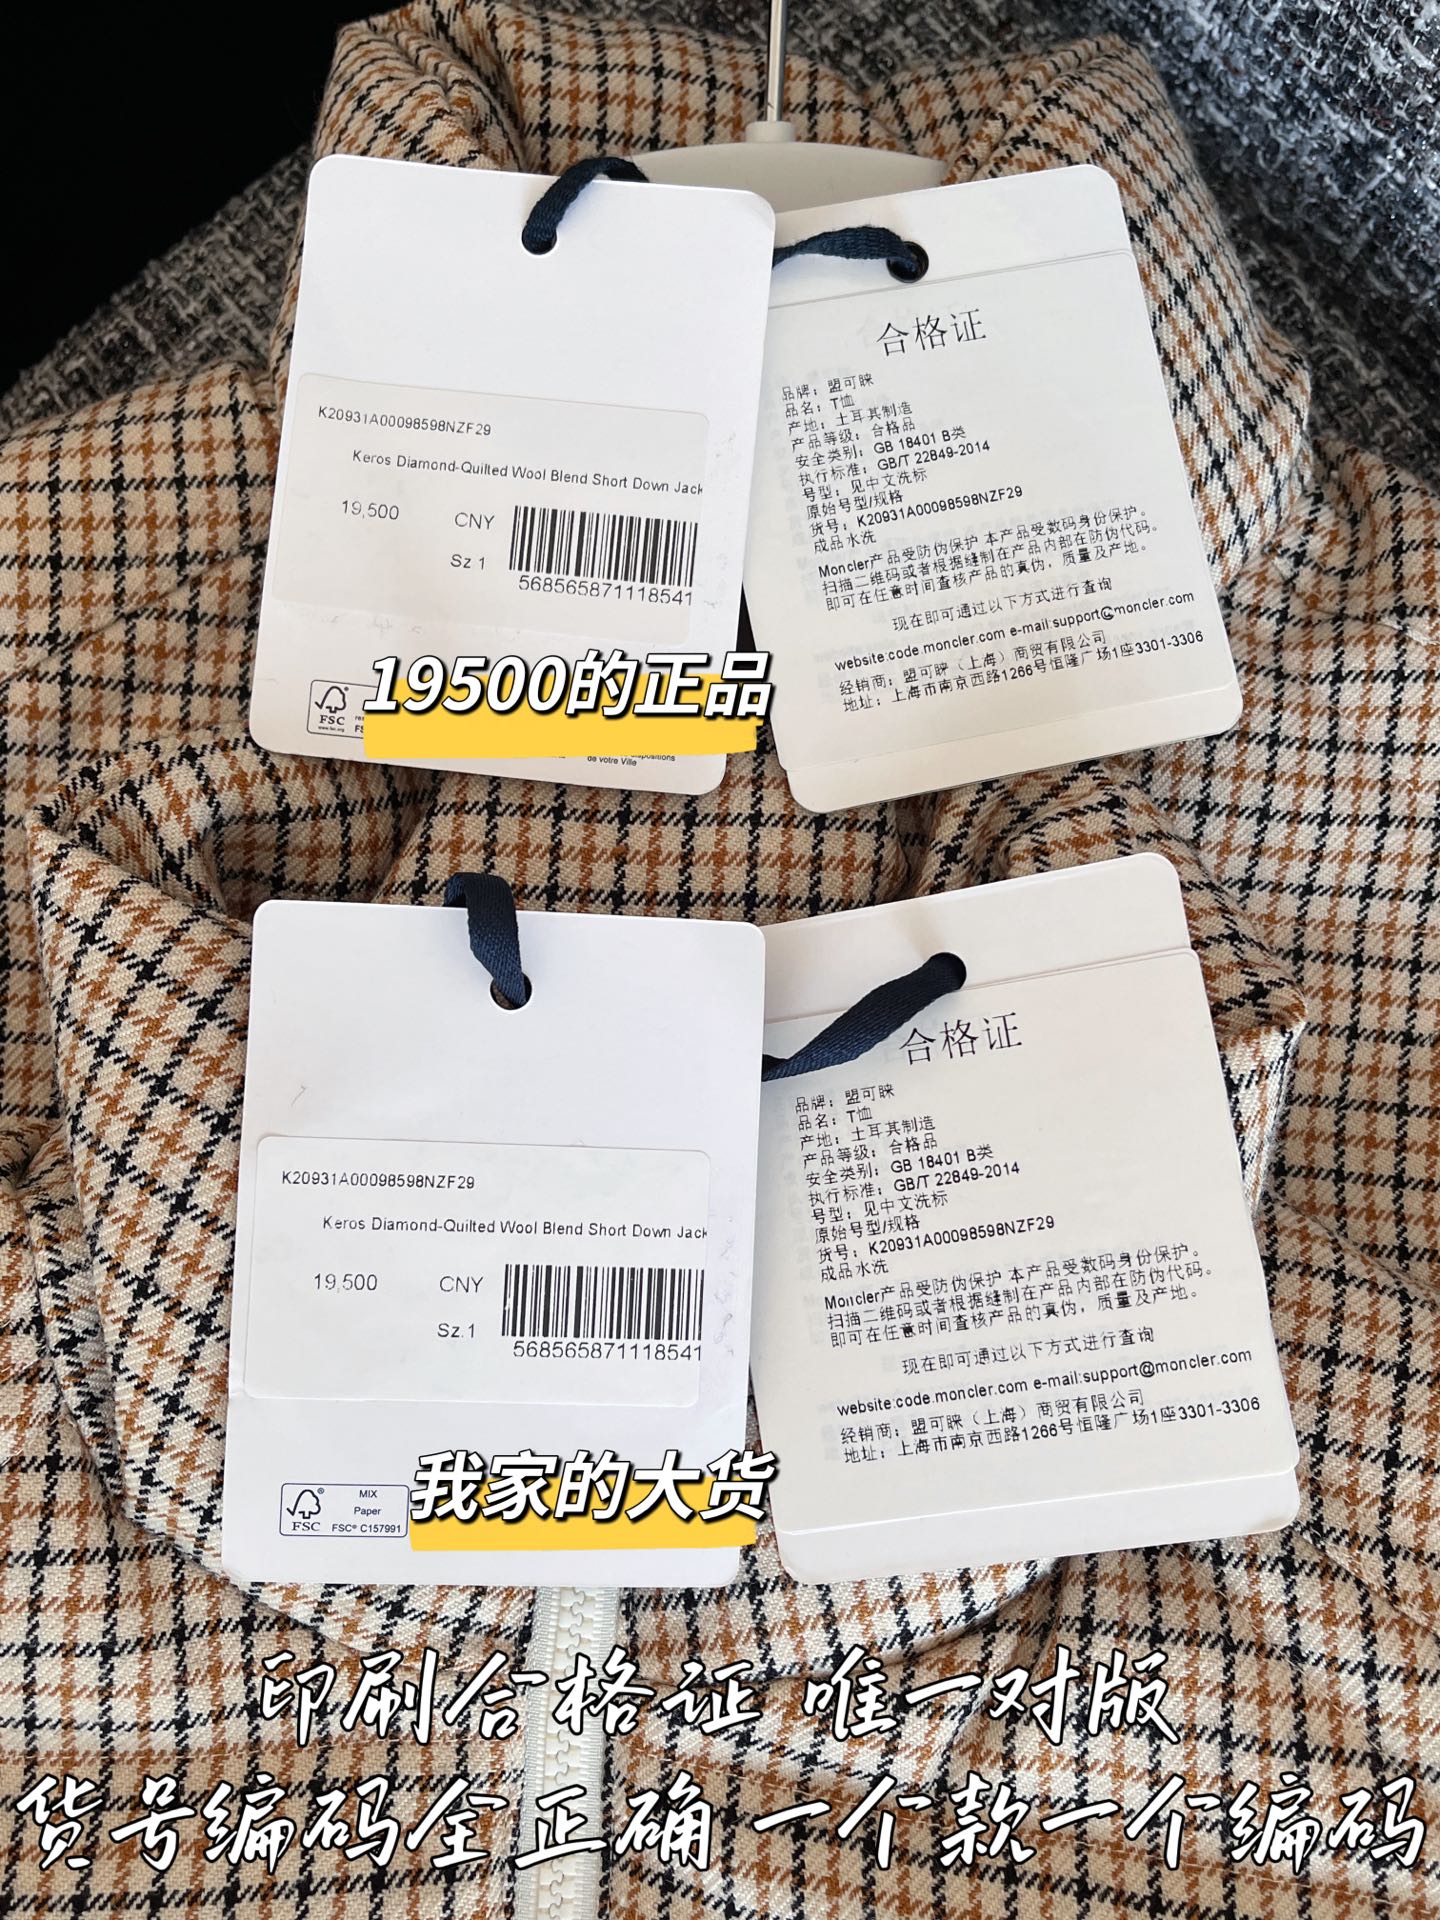 K20931A00098598NZF29
Keros Diamond-Quilted Wool Blend Short Down Jack
19,500 CNY
Sz 1
568565871118541
FSC
www.fsc.org
de votre Ville
19500的正品
合格证
品牌：盟可睐
品名：T恤
产地：土耳其制造
产品等级：合格品
安全类别：GB 18401 B类
执行标准：GB/T 22849-2014
号型：见中文洗标
原始号型/规格
货号：K20931A00098598NZF29
成品水洗
Moncler产品受防伪保护 本产品受数码身份保护。
扫描二维码或者根据缝制在产品内部在防伪代码。
即可在任意时间查核产品的真伪，质量及产地。
现在即可通过以下方式进行查询
website:code.moncler.com e-mail:support@moncler.com
经销商：盟可睐（上海）商贸有限公司
地址：上海市南京西路1266号恒隆广场1座3301-3306
K20931A00098598NZF29
Keros Diamond-Quilted Wool Blend Short Down Jack
19,500 CNY
Sz.1
568565871118541
FSC
MIX
Paper
FSC® C157991
我家的大货
合格证
品牌：盟可睐
品名：T恤
产地：土耳其制造
产品等级：合格品
安全类别：GB 18401 B类
执行标准：GB/T 22849-2014
号型：见中文洗标
原始号型/规格
货号：K20931A00098598NZF29
成品水洗
Moncler产品受防伪保护 本产品受数码身份保护。
扫描二维码或者根据缝制在产品内部在防伪代码。
即可在任意时间查核产品的真伪，质量及产地。
现在即可通过以下方式进行查询
website:code.moncler.com e-mail:support@moncler.com
经销商：盟可睐（上海）商贸有限公司
地址：上海市南京西路1266号恒隆广场1座3301-3306
印刷合格证 唯一对版
货号编码全正确 一个款一个编码